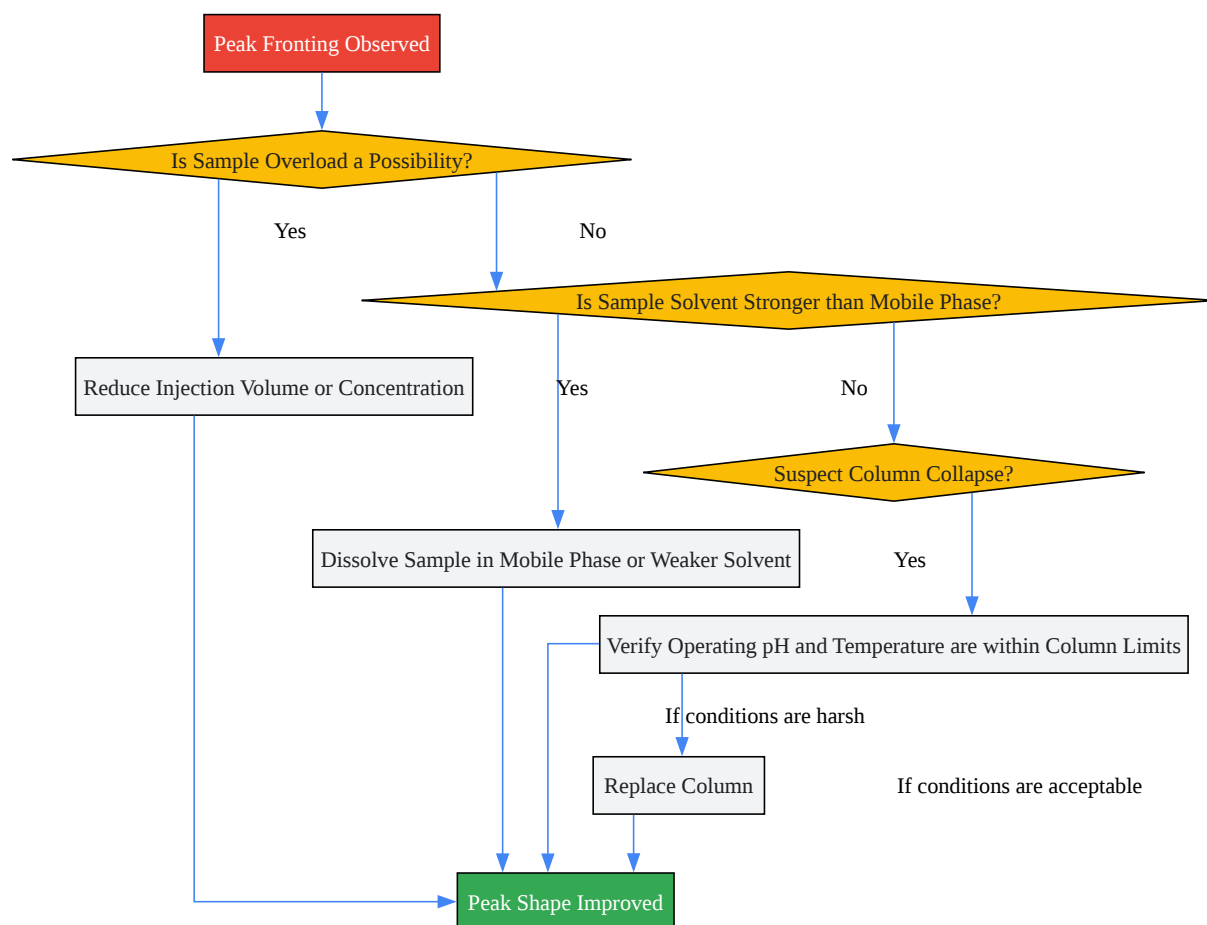 Peak Fronting Observed
Is Sample Overload a Possibility?
Yes
No
Is Sample Solvent Stronger than Mobile Phase?
Reduce Injection Volume or Concentration
Yes
No
Suspect Column Collapse?
Dissolve Sample in Mobile Phase or Weaker Solvent
Yes
Verify Operating pH and Temperature are within Column Limits
If conditions are harsh
Replace Column
If conditions are acceptable
Peak Shape Improved